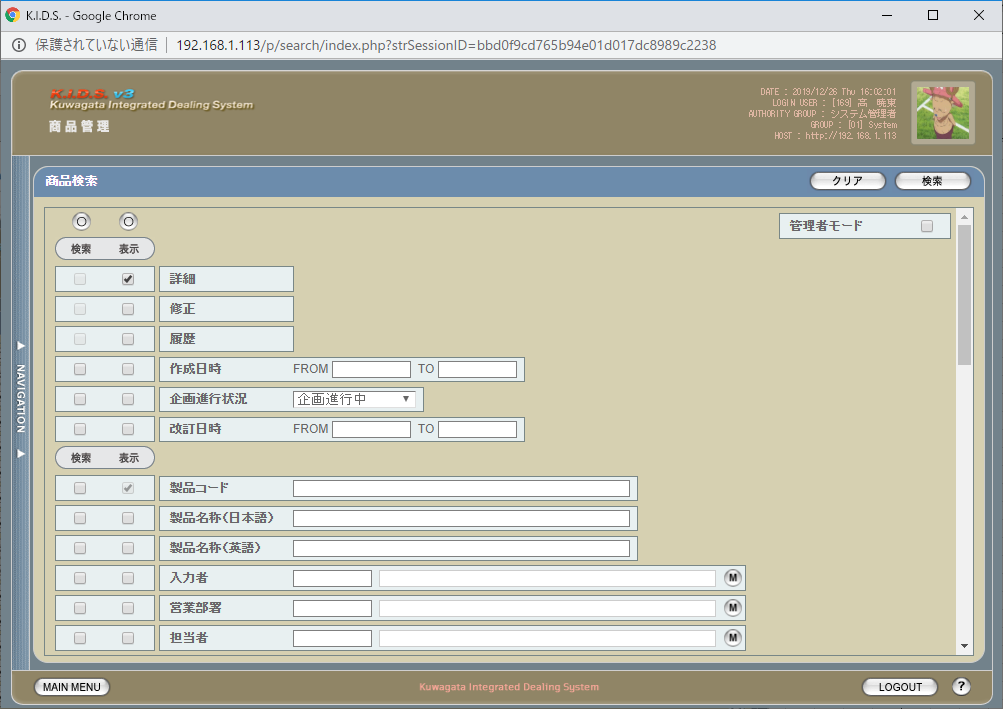 K.I.D.S. - Google Chrome
保護されていない通信 192.168.1.113/p/search/index.php?strSessionID=bbd0f9cd765b94e01d017dc8989c2238
K.I.D.S. v3
Kuwagata Integrated Dealing System
商品管理
DATE : 2019/12/26 Thu 16:02:01
LOGIN USER : [169] 高 暁東
AUTHORITY GROUP : システム管理者
GROUP : [01] System
HOST : http://192.168.1.113
商品検索 クリア 検索
管理者モード
検索 表示
詳細
修正
履歴
作成日時 FROM TO
企画進行状況 企画進行中
改訂日時 FROM TO
検索 表示
製品コード
製品名称(日本語)
製品名称(英語)
入力者 M
営業部署 M
担当者 M
NAVIGATION
MAIN MENU Kuwagata Integrated Dealing System LOGOUT ?